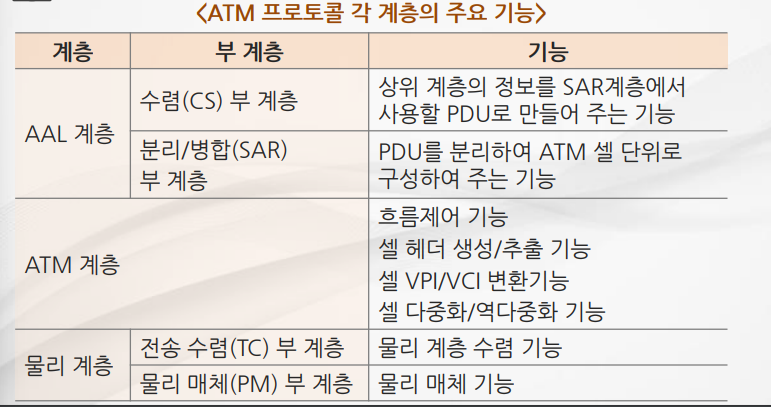 <ATM 프로토콜 각 계층의 주요 기능>
계층 부 계층 기능
AAL 계층
수렴(CS) 부 계층
상위 계층의 정보를 SAR계층에서
사용할 PDU로 만들어 주는 기능
분리/병합(SAR)
부 계층
PDU를 분리하여 ATM 셀 단위로
구성하여 주는 기능
ATM 계층
흐름제어 기능
셀 헤더 생성/추출 기능
셀 VPI/VCI 변환기능
셀 다중화/역다중화 기능
물리 계층
전송 수렴(TC) 부 계층
물리 계층 수렴 기능
물리 매체(PM) 부 계층
물리 매체 기능